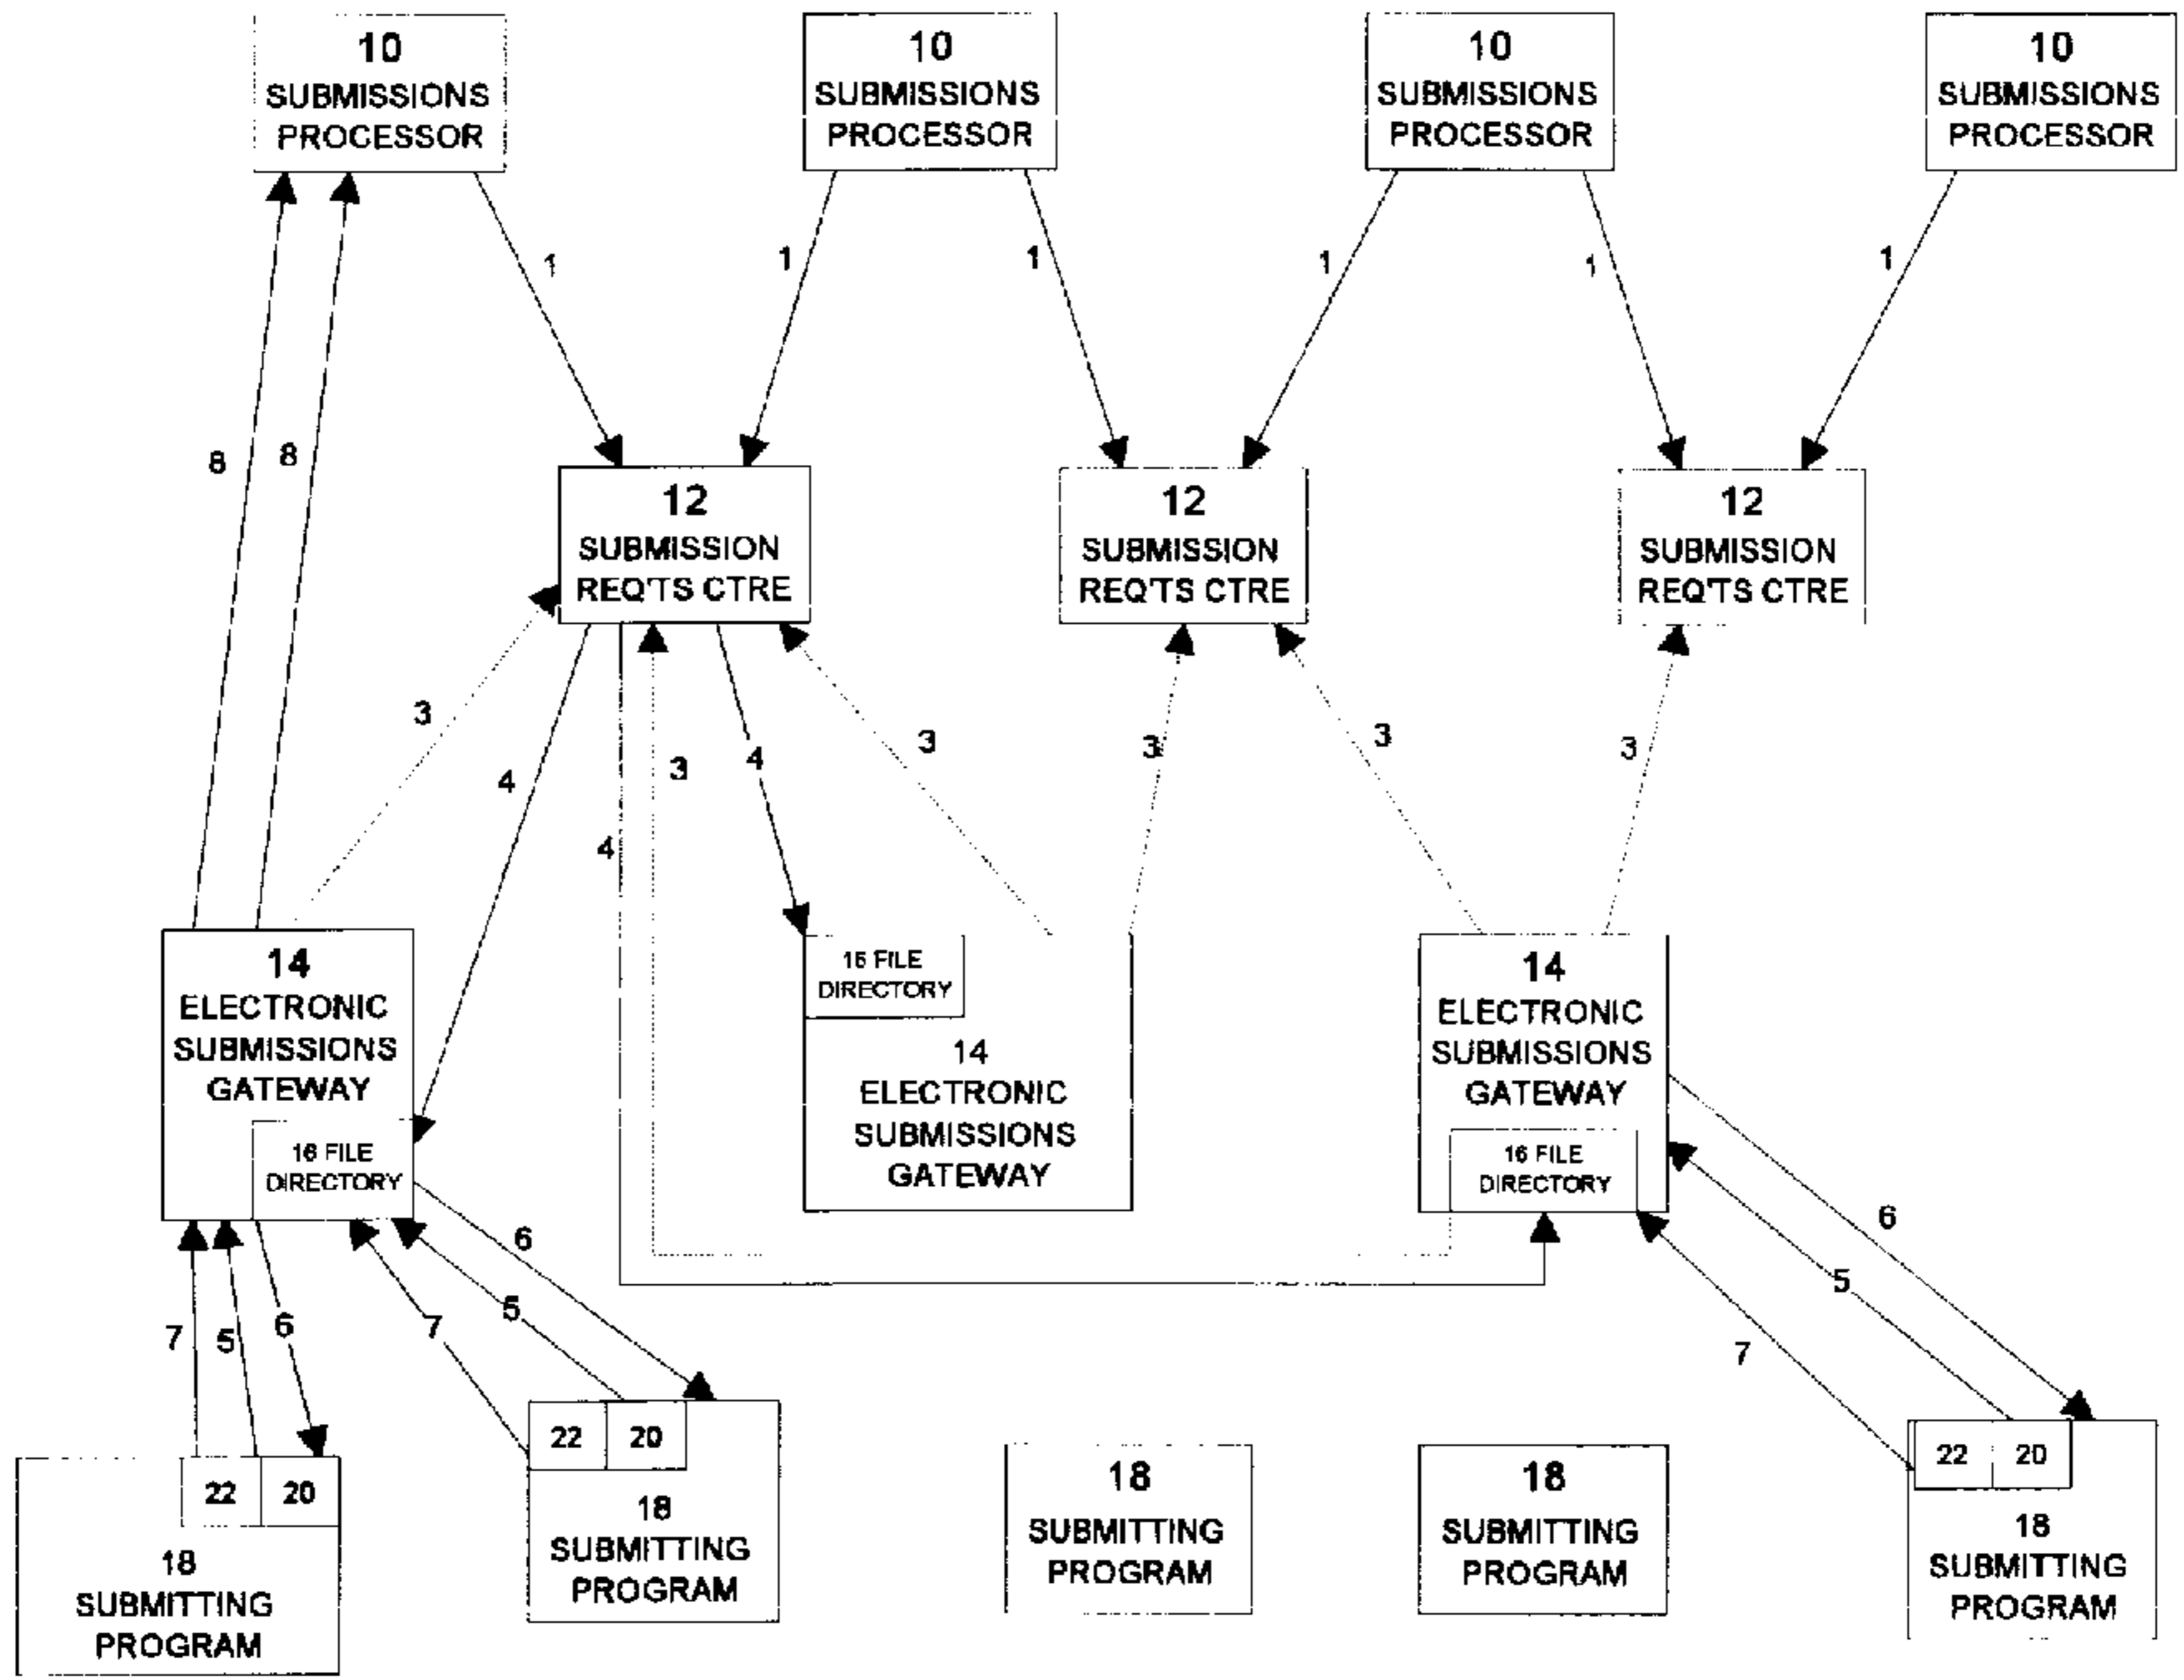 10
SUBMISSIONS
PROCESSOR
10
SUBMISSIONS
PROCESSOR
10
SUBMISSIONS
PROCESSOR
10
SUBMISSIONS
PROCESSOR
1
1
1
1
1
1
8
8
12
SUBMISSION
REQ'TS CTRE
12
SUBMISSION
REQ'TS CTRE
12
SUBMISSION
REQ'TS CTRE
3
4
4
3
4
3
3
3
3
14
ELECTRONIC
SUBMISSIONS
GATEWAY
16 FILE
DIRECTORY
16 FILE
DIRECTORY
14
ELECTRONIC
SUBMISSIONS
GATEWAY
14
ELECTRONIC
SUBMISSIONS
GATEWAY
16 FILE
DIRECTORY
7
5
6
7
5
6
7
5
6
22
20
18
SUBMITTING
PROGRAM
22
20
18
SUBMITTING
PROGRAM
18
SUBMITTING
PROGRAM
18
SUBMITTING
PROGRAM
22
20
18
SUBMITTING
PROGRAM